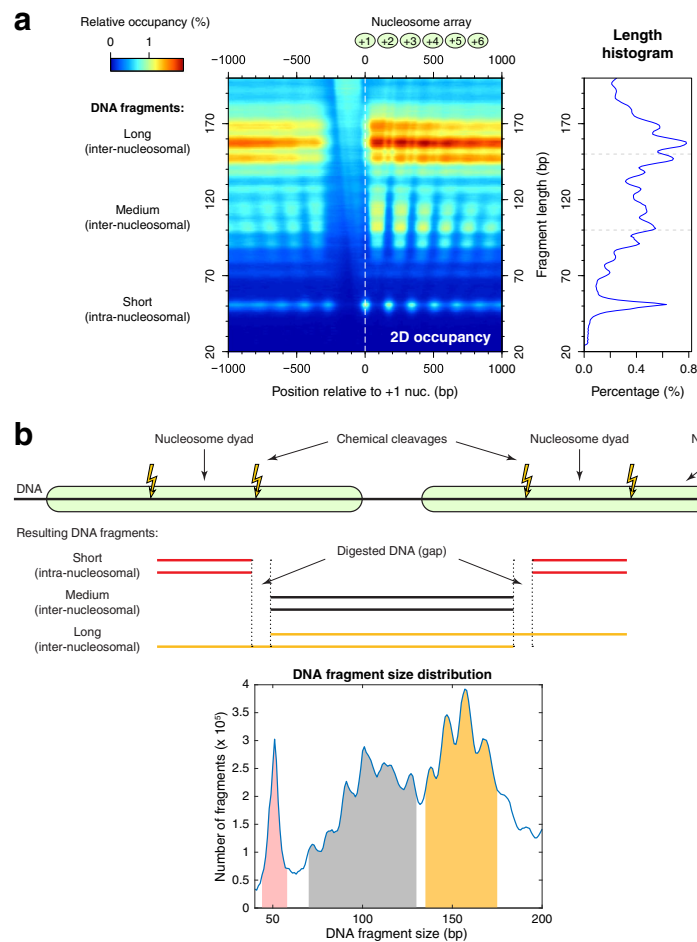 a
Relative occupancy (%)
0 1
Nucleosome array
+1 +2 +3 +4 +5 +6
−1000 −500 0 500 1000
Length
histogram
DNA fragments:
Long
(inter-nucleosomal)
Medium
(inter-nucleosomal)
Short
(intra-nucleosomal)
170
120
70
20
Fragment length (bp)
170
120
70
20
2D occupancy
−1000 −500 0 500 1000
Position relative to +1 nuc. (bp)
0.0 0.4 0.8
Percentage (%)
b
Nucleosome dyad Chemical cleavages Nucleosome dyad N
DNA
Resulting DNA fragments:
Short
(intra-nucleosomal)
Digested DNA (gap)
Medium
(inter-nucleosomal)
Long
(inter-nucleosomal)
DNA fragment size distribution
Number of fragments (x 10⁵)
4
3.5
3
2.5
2
1.5
1
0.5
0
50 100 150 200
DNA fragment size (bp)